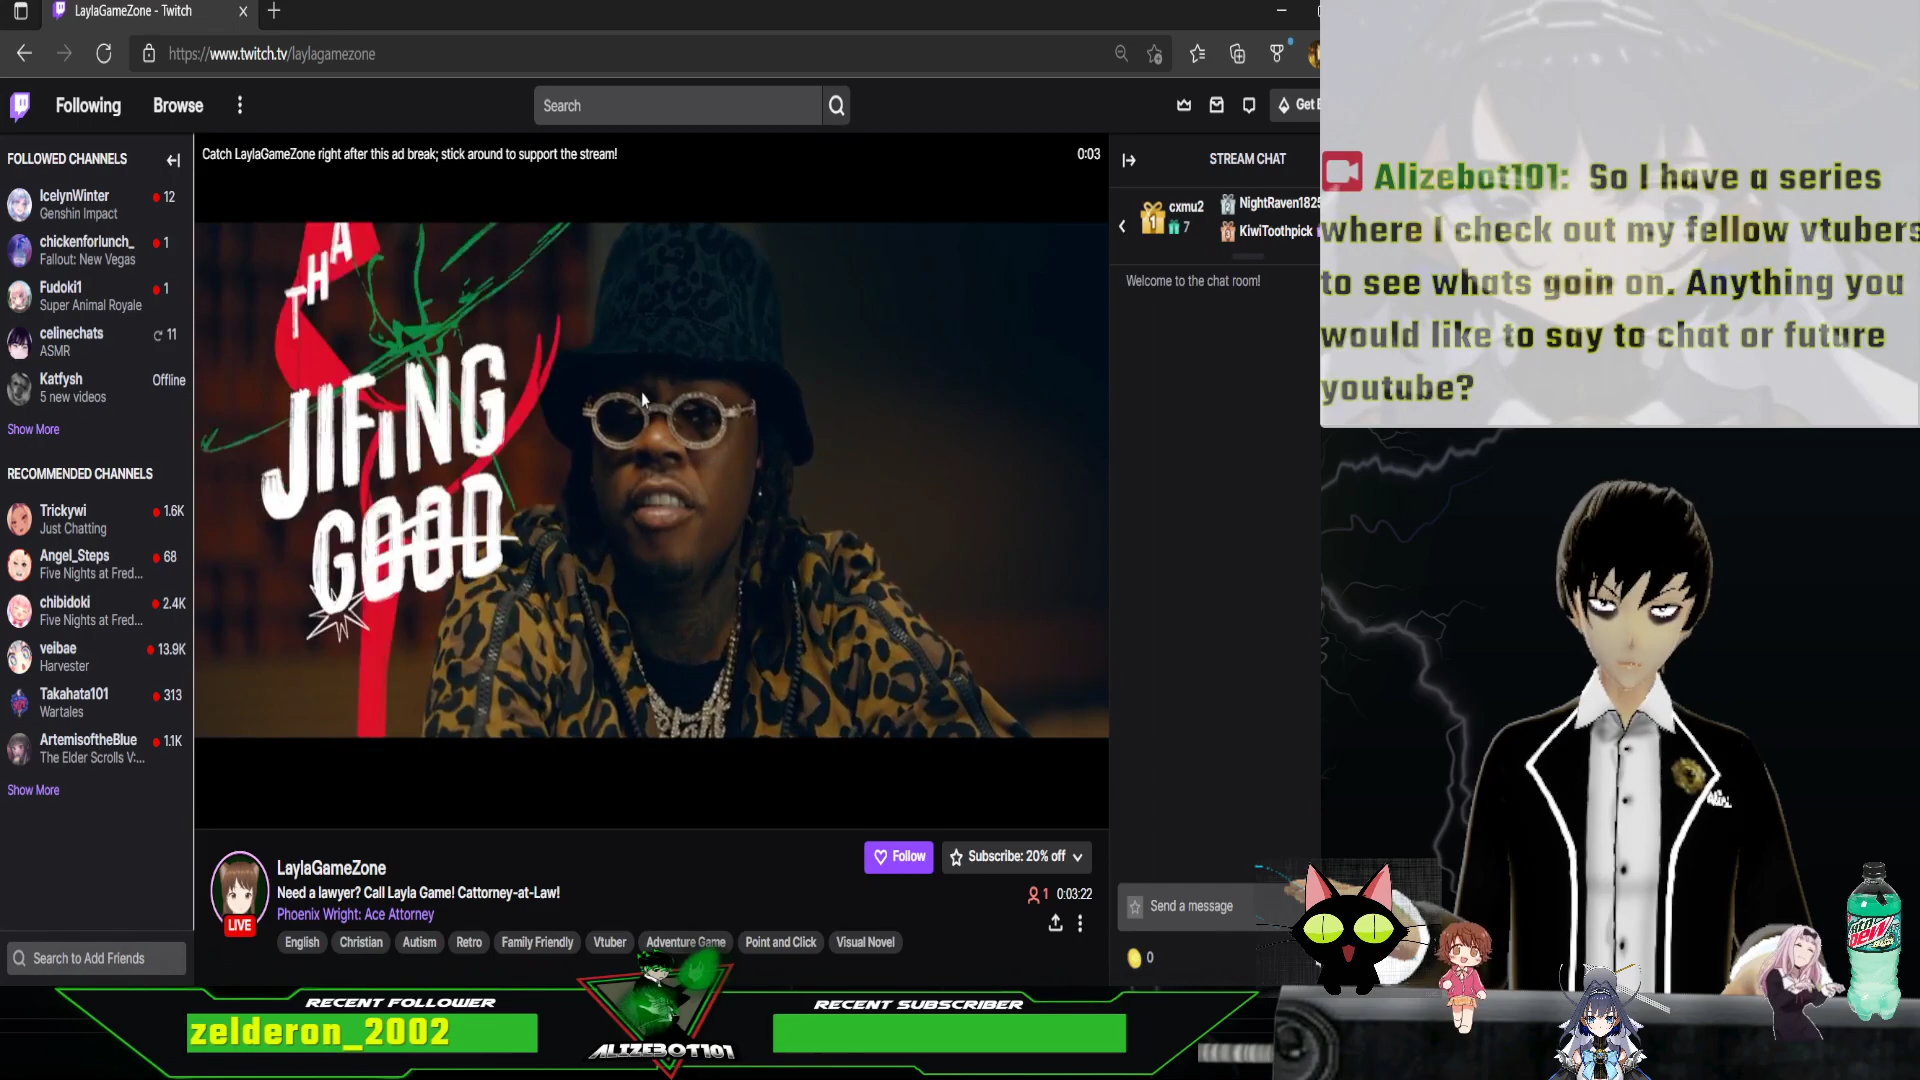 LaylaGameZone - Twitch
https://www.twitch.tv/laylagamezone
Following
Browse
Search
Get
FOLLOWED CHANNELS
IcelynWinter
12
Genshin Impact
chickenforlunch_
1
Fallout: New Vegas
Fudoki1
1
Super Animal Royale
celinechats
11
ASMR
Katfysh
Offline
5 new videos
Show More
RECOMMENDED CHANNELS
Trickywi
1.6K
Just Chatting
Angel_Steps
68
Five Nights at Fred...
chibidoki
2.4K
Five Nights at Fred...
veibae
13.9K
Harvester
Takahata101
313
Wartales
ArtemisoftheBlue
1.1K
The Elder Scrolls V:...
Show More
Search to Add Friends
Catch LaylaGameZone right after this ad break; stick around to support the stream!
0:03
THA
JIFING
GOOD
STREAM CHAT
1
cxmu2
7
NightRaven1825
KiwiToothpick
Welcome to the chat room!
Send a message
0
LaylaGameZone
Need a lawyer? Call Layla Game! Cattorney-at-Law!
Phoenix Wright: Ace Attorney
LIVE
English
Christian
Autism
Retro
Family Friendly
Vtuber
Adventure Game
Point and Click
Visual Novel
Follow
Subscribe: 20% off
1
0:03:22
Alizebot101: So I have a series
where I check out my fellow vtubers
to see whats goin on. Anything you
would like to say to chat or future
youtube?
RECENT FOLLOWER
zelderon_2002
ALIZEBOT101
RECENT SUBSCRIBER
MTN
DEW